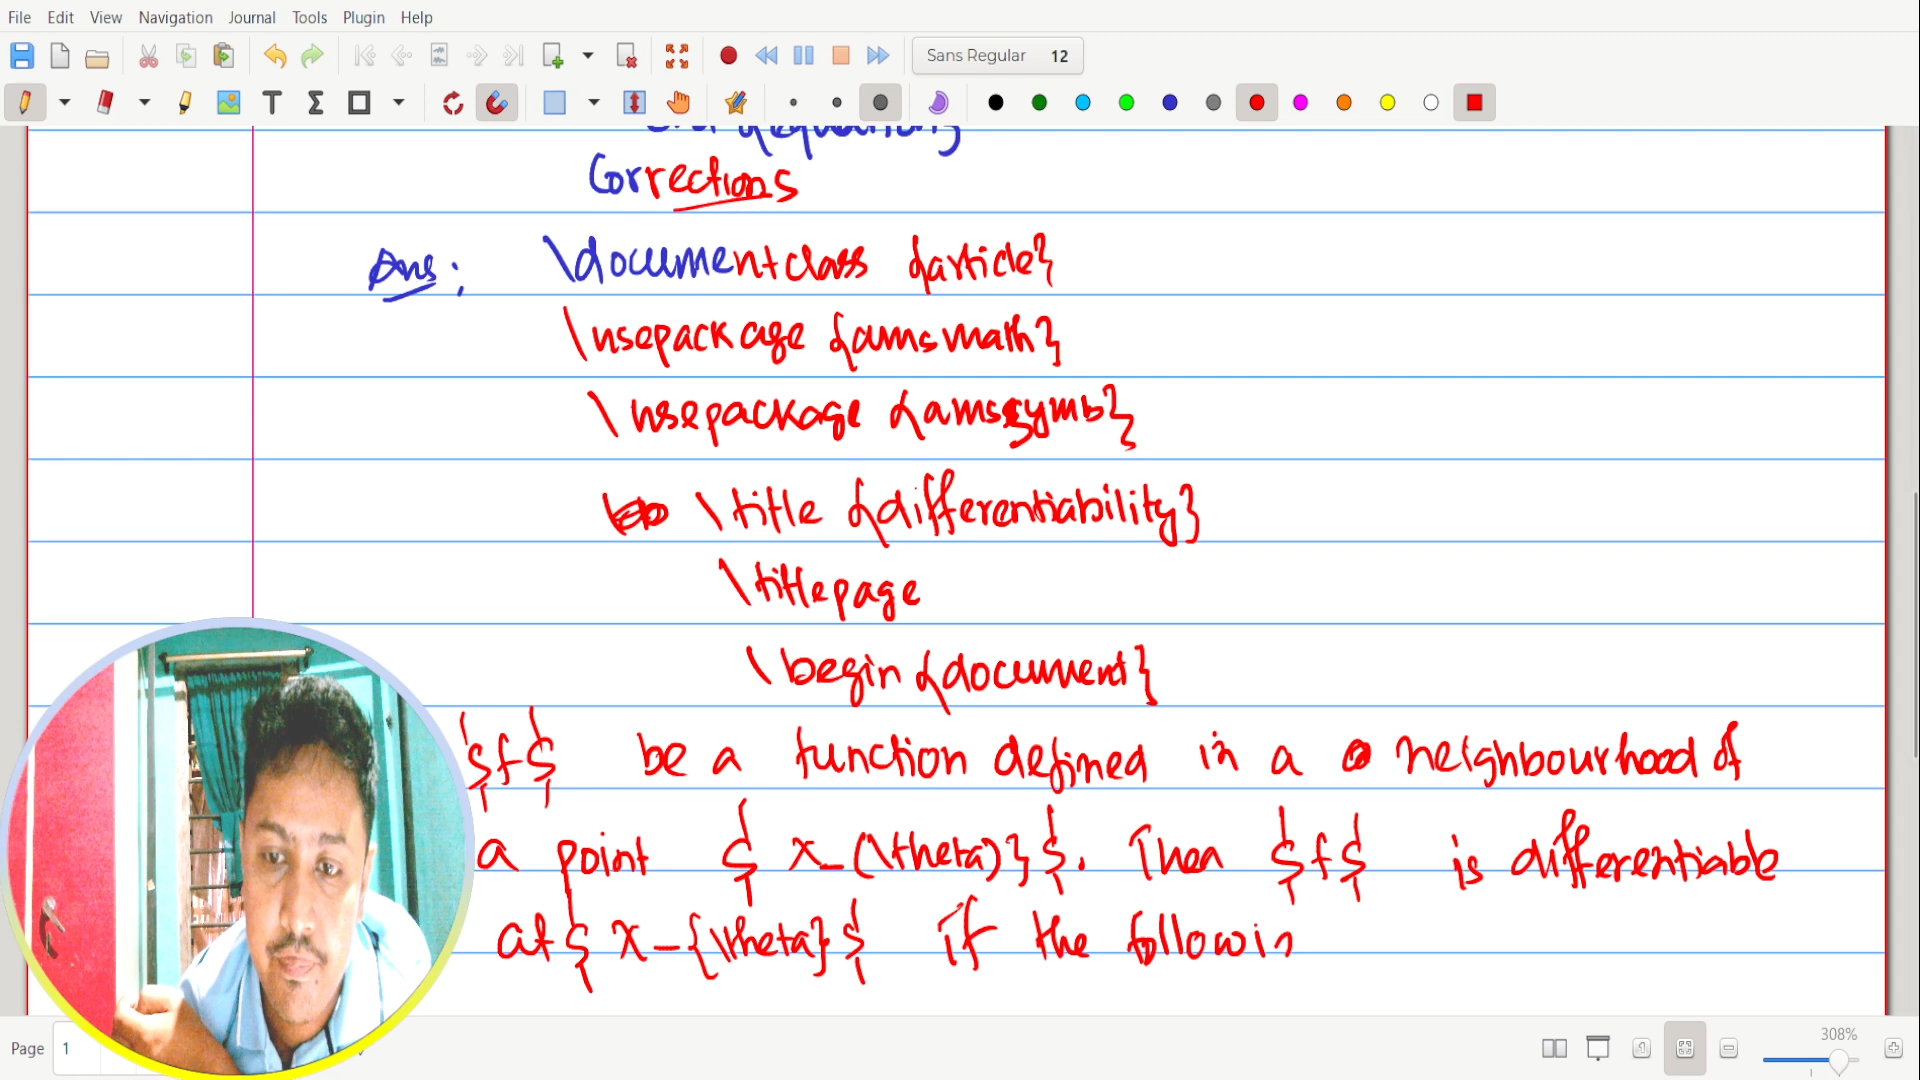 File Edit View Navigation Journal Tools Plugin Help
Sans Regular 12
Corrections
Ans: \documentclass {article}
\usepackage {amsmath}
\usepackage {amssymb}
\title {differentiability}
\titlepage
\begin {document}
$f$ be a function defined in a neighbourhood of
a point $ x_(\theta)}$. Then $f$ is differentiable
at $ x_{\theta}$ if the followin
Page 1
308%